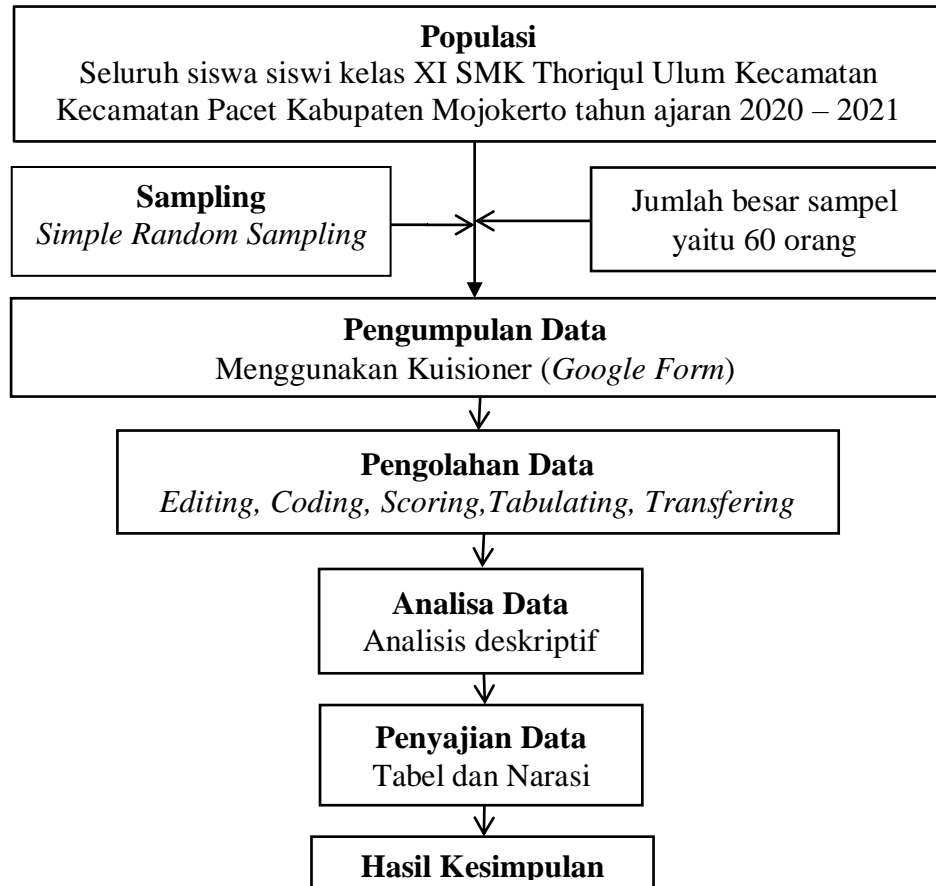 Populasi
Seluruh siswa siswi kelas XI SMK Thoriqul Ulum Kecamatan
Kecamatan Pacet Kabupaten Mojokerto tahun ajaran 2020 – 2021
Sampling
Simple Random Sampling
Jumlah besar sampel
yaitu 60 orang
Pengumpulan Data
Menggunakan Kuisioner (Google Form)
Pengolahan Data
Editing, Coding, Scoring,Tabulating, Transfering
Analisa Data
Analisis deskriptif
Penyajian Data
Tabel dan Narasi
Hasil Kesimpulan